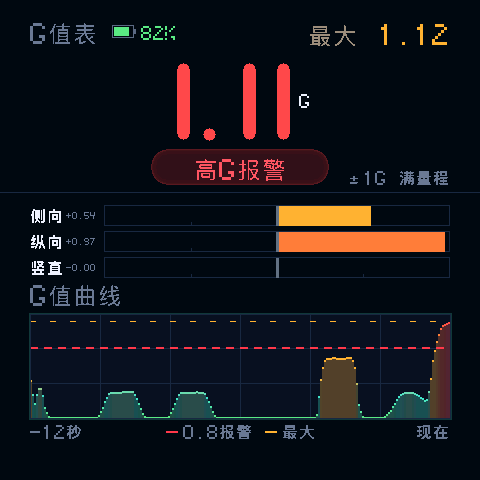 G值表 82% 最大 1.12
1.11 G
高G报警
±1G 满量程
侧向 +0.54
纵向 +0.97
竖直 -0.00
G值曲线
-12秒 0.8报警 最大 现在